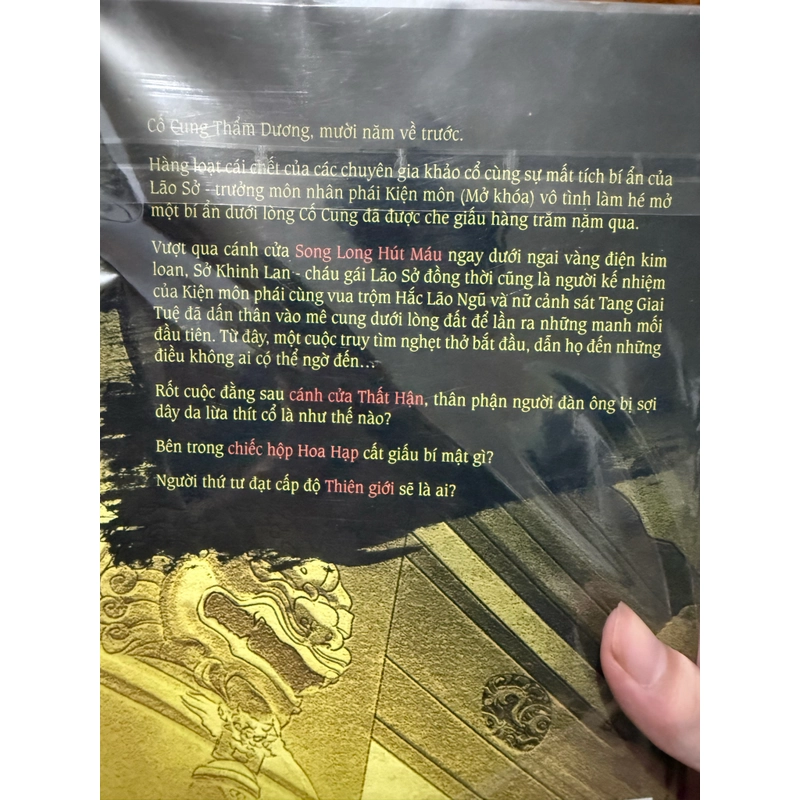 Cố Cung Thẩm Dương, mười năm về trước.
Hàng loạt cái chết của các chuyên gia khảo cổ cùng sự mất tích bí ẩn của
Lão Sở - trưởng môn nhân phái Kiện môn (Mở khóa) vô tình làm hé mở
một bí ẩn dưới lòng Cố Cung đã được che giấu hàng trăm nặm qua.
Vượt qua cánh cửa Song Long Hút Máu ngay dưới ngai vàng điện kim
loan, Sở Khinh Lan - cháu gái Lão Sở đồng thời cũng là người kế nhiệm
của Kiện môn phái cùng vua trộm Hắc Lão Ngũ và nữ cảnh sát Tang Giai
Tuệ đã dấn thân vào mê cung dưới lòng đất để lần ra những manh mối
đầu tiên. Từ đây, một cuộc truy tìm nghẹt thở bắt đầu, dẫn họ đến những
điều không ai có thể ngờ đến...
Rốt cuộc đằng sau cánh cửa Thất Hận, thân phận người đàn ông bị sợi
dây da lừa thít cổ là như thế nào?
Bên trong chiếc hộp Hoa Hạp cất giấu bí mật gì?
Người thứ tư đạt cấp độ Thiên giới sẽ là ai?